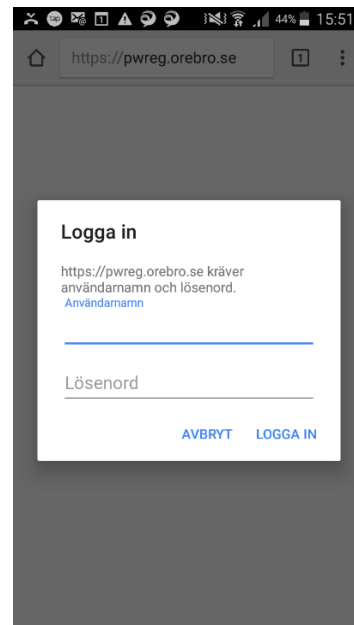 44% 15:51
https://pwreg.orebro.se 1
Logga in
https://pwreg.orebro.se kräver
användarnamn och lösenord.
Användarnamn
Lösenord
AVBRYT LOGGA IN